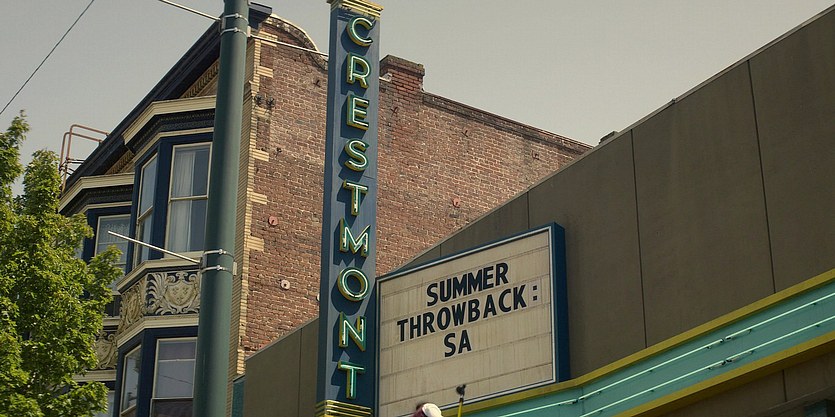 CRESTMONT
SUMMER
THROWBACK:
SA